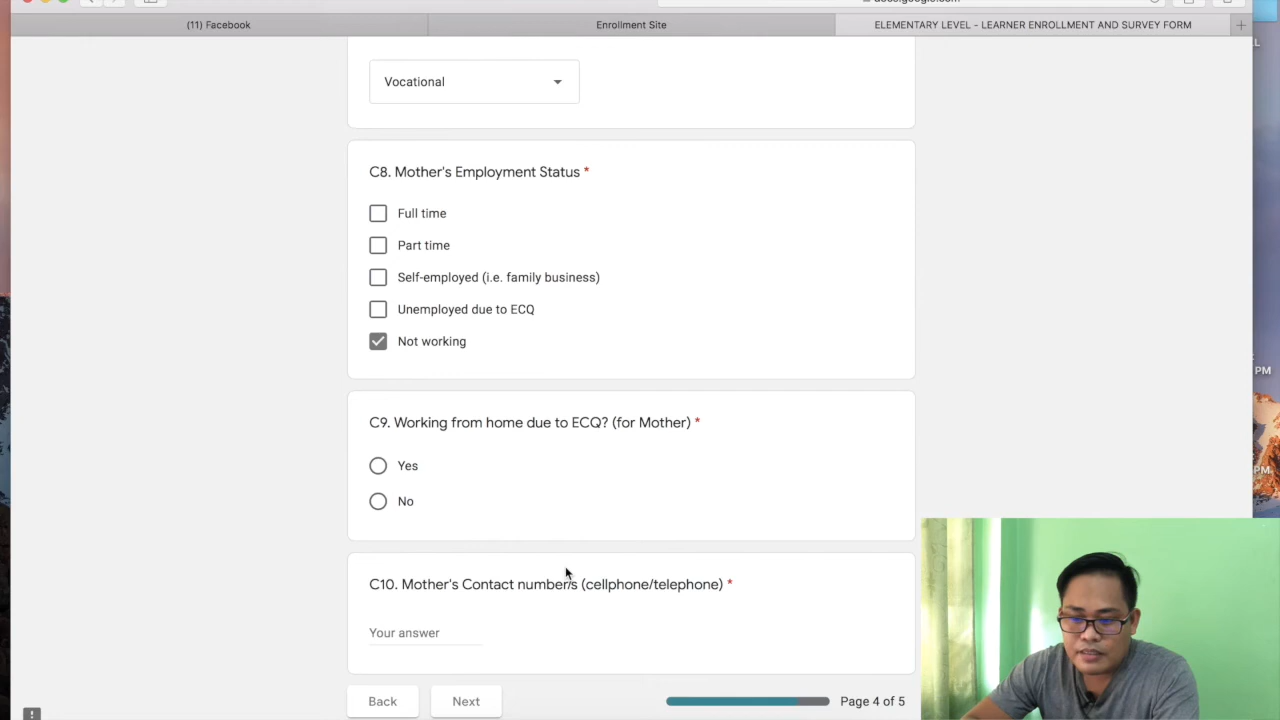 (11) Facebook
Enrollment Site
ELEMENTARY LEVEL - LEARNER ENROLLMENT AND SURVEY FORM
Vocational
C8. Mother's Employment Status *
Full time
Part time
Self-employed (i.e. family business)
Unemployed due to ECQ
Not working
C9. Working from home due to ECQ? (for Mother) *
Yes
No
C10. Mother's Contact number/s (cellphone/telephone) *
Your answer
Back
Next
Page 4 of 5
PM
PM